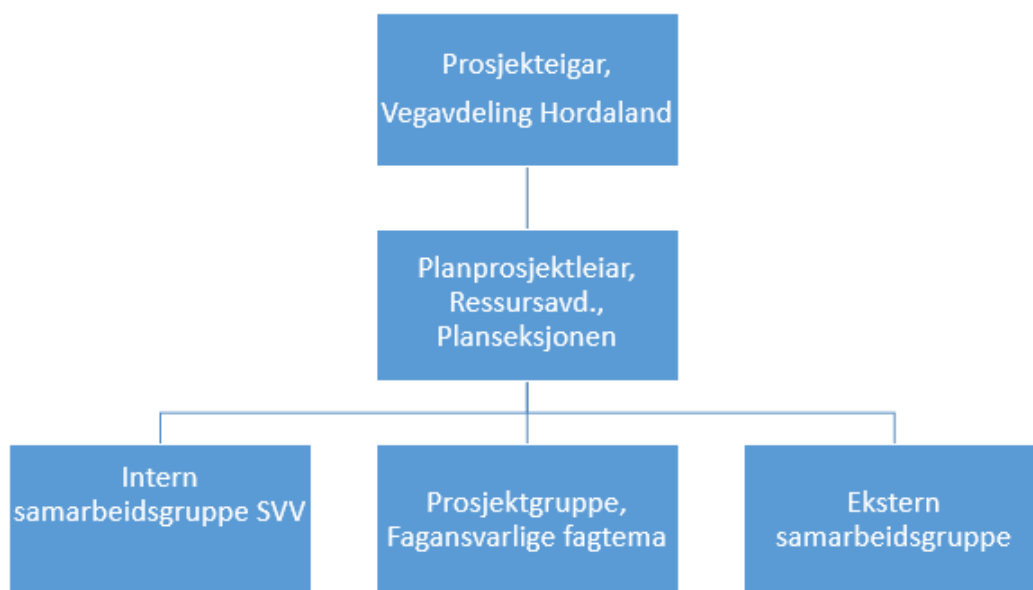 Prosjekteigar,
Vegavdeling Hordaland
Planprosjektleiar,
Ressursavd.,
Planseksjonen
Intern
samarbeidsgruppe SVV
Prosjektgruppe,
Fagansvarlige fagtema
Ekstern
samarbeidsgruppe